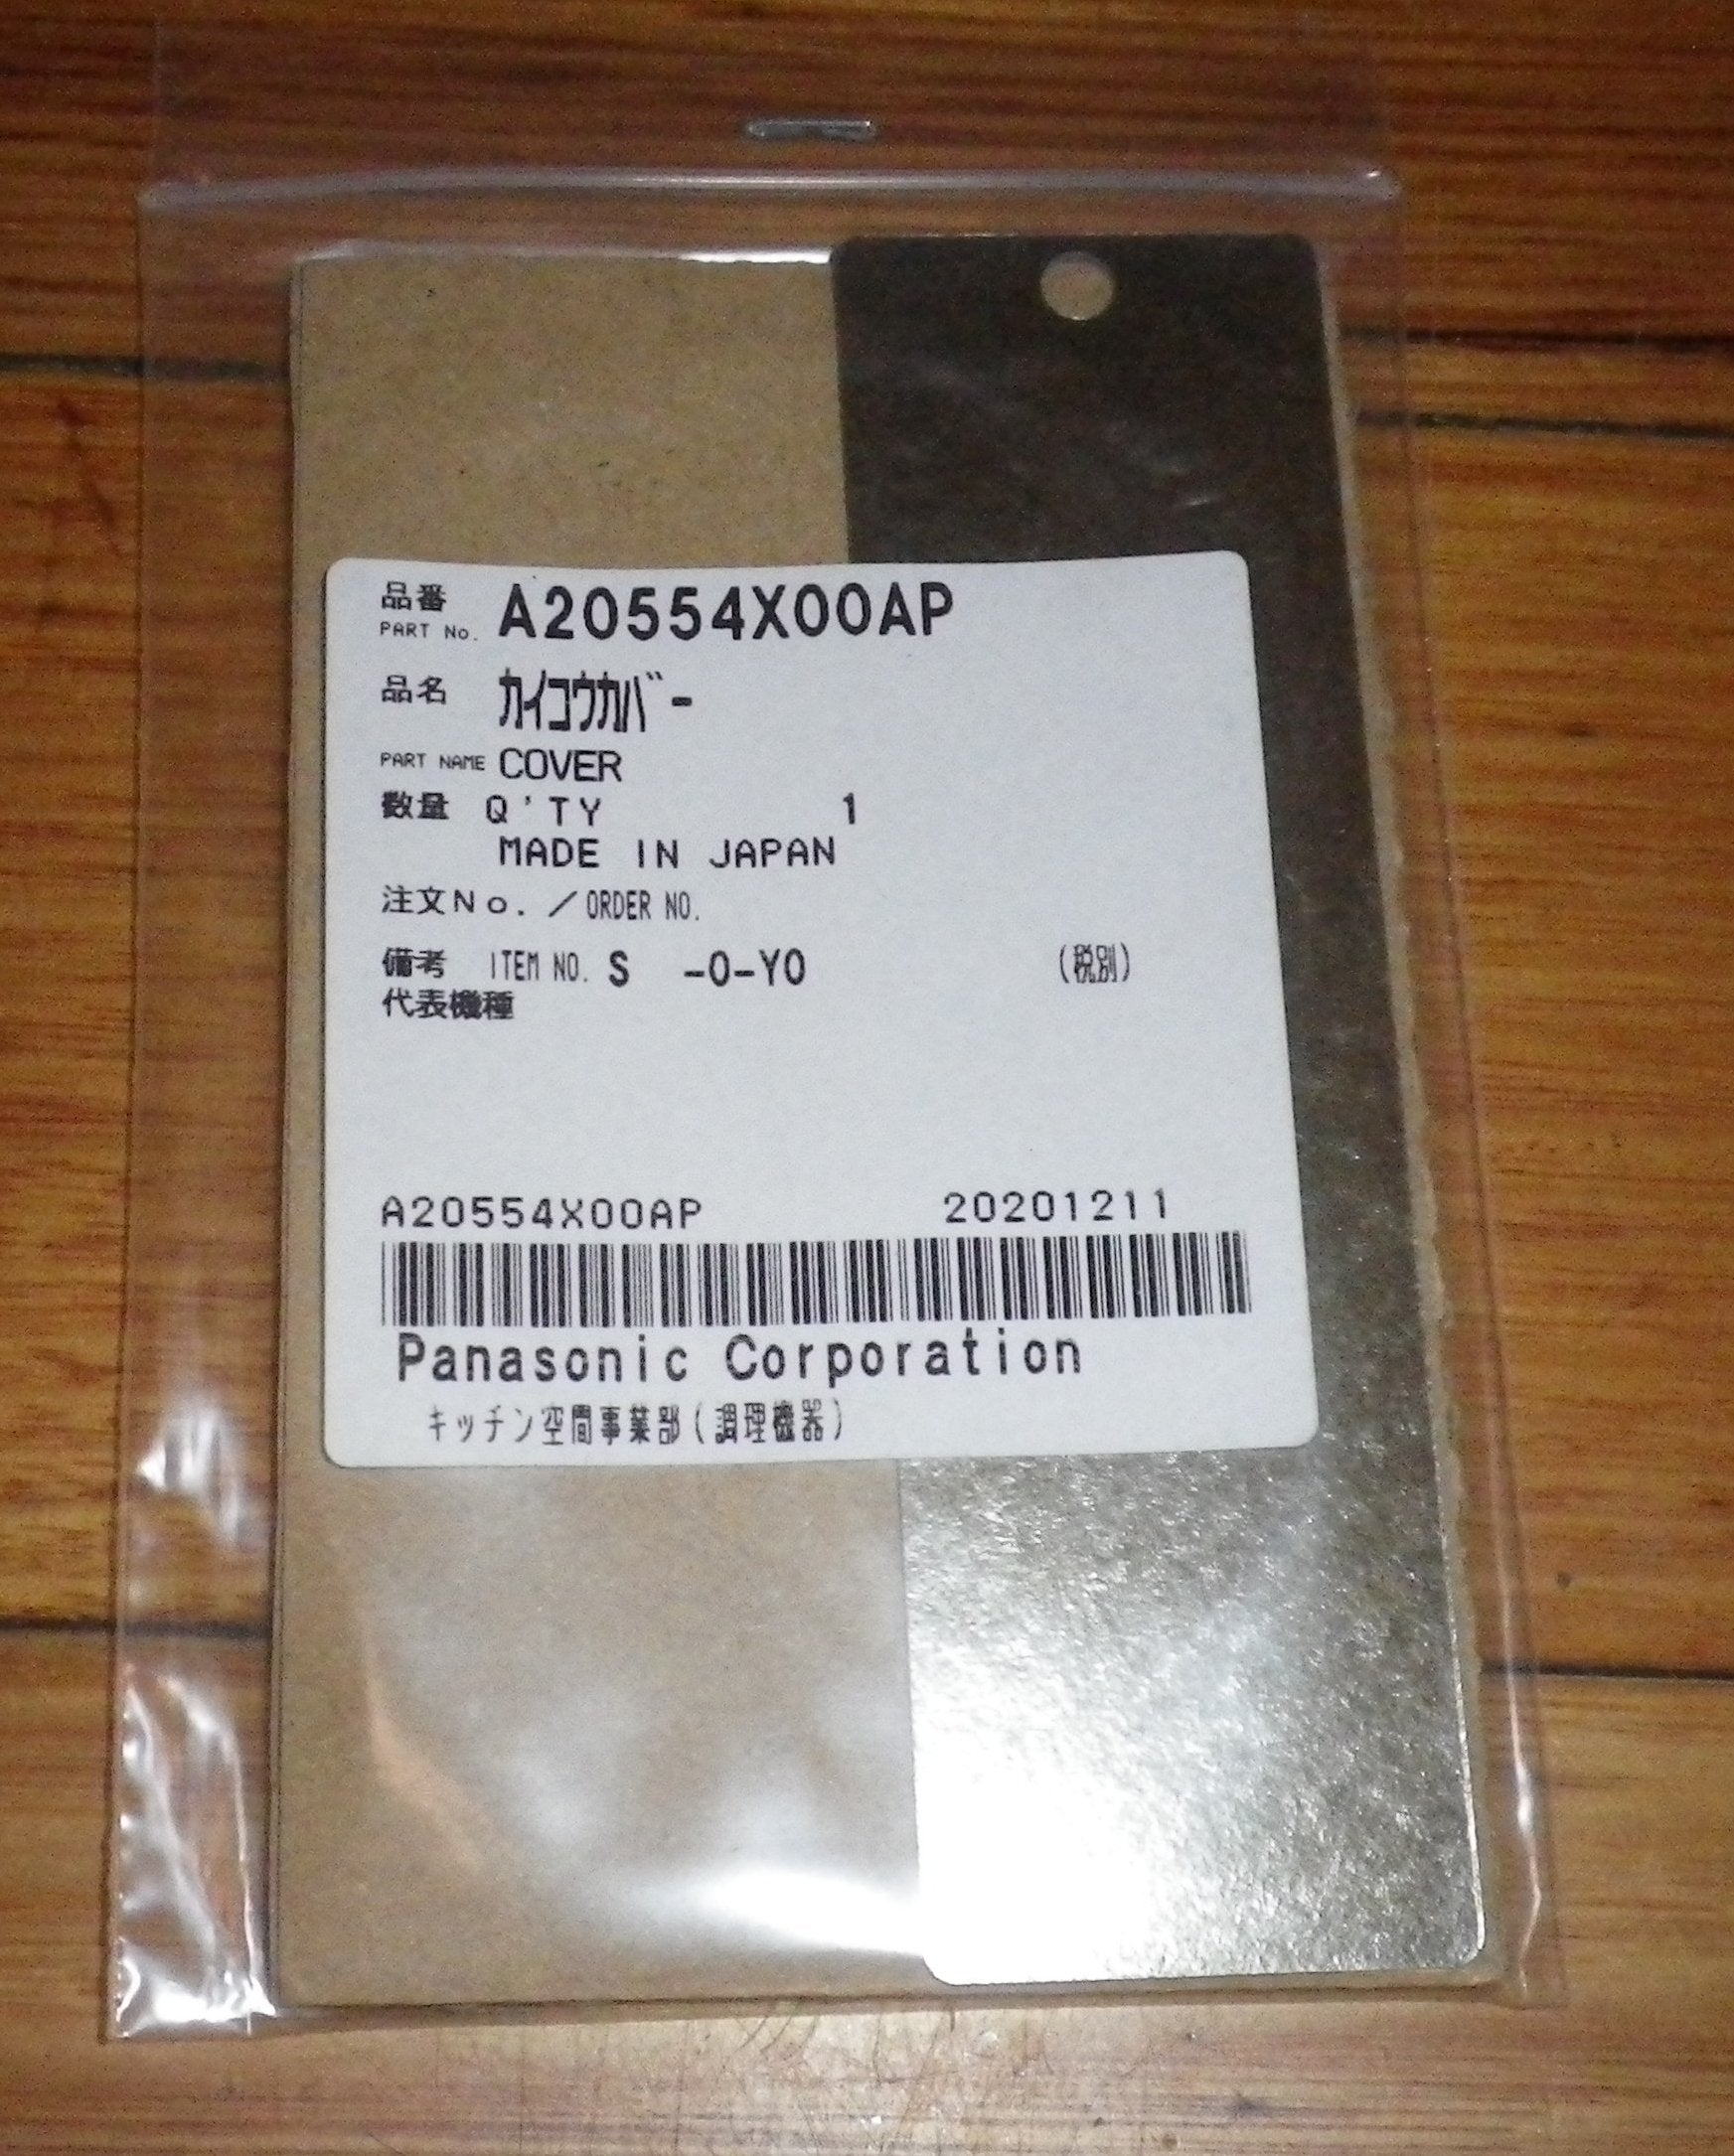 品番 A20554X00AP
PART No.
品名 カイコウカバー
PART NAME COVER
数量 Q'TY 1
MADE IN JAPAN
注文No.／ORDER NO.
備考 ITEM NO. S -0-Y0 (税別)
代表機種
A20554X00AP 20201211
Panasonic Corporation
キッチン空間事業部(調理機器)